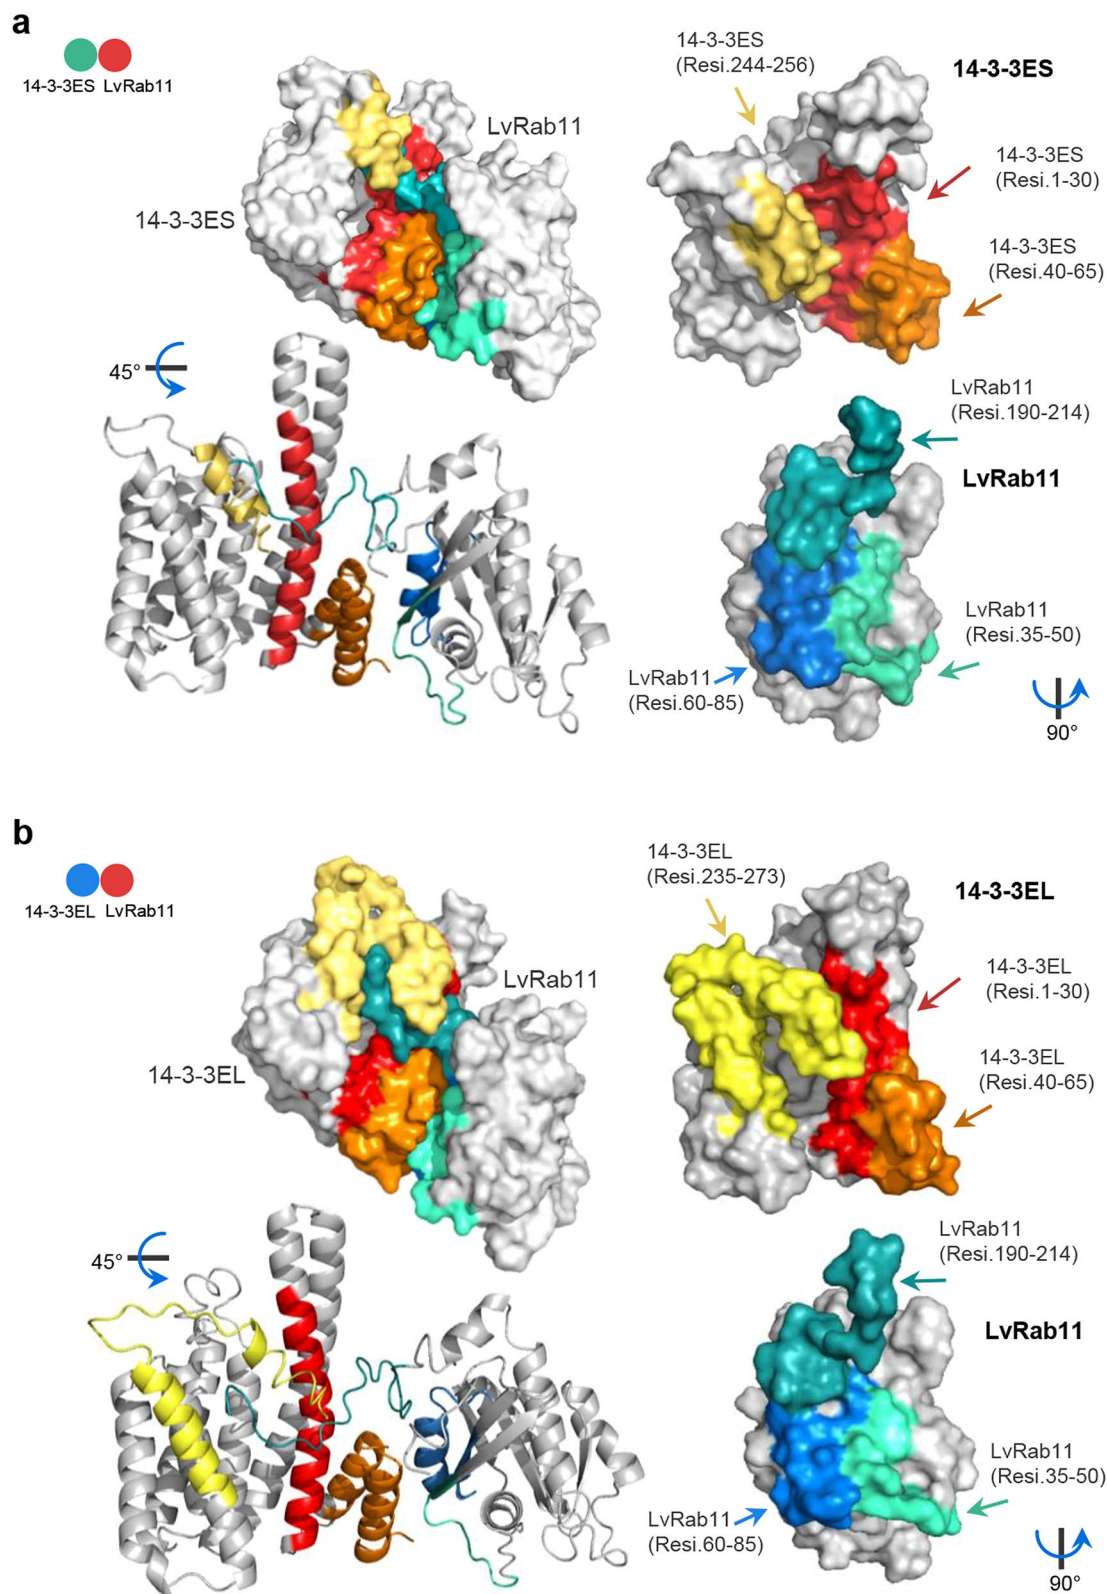 a
14-3-3ES LvRab11
14-3-3ES
LvRab11
14-3-3ES
(Resi.244-256)
14-3-3ES
14-3-3ES
(Resi.1-30)
14-3-3ES
(Resi.40-65)
45°
LvRab11
(Resi.190-214)
LvRab11
LvRab11
(Resi.35-50)
LvRab11
(Resi.60-85)
90°
b
14-3-3EL LvRab11
14-3-3EL
LvRab11
14-3-3EL
(Resi.235-273)
14-3-3EL
14-3-3EL
(Resi.1-30)
14-3-3EL
(Resi.40-65)
45°
LvRab11
(Resi.190-214)
LvRab11
LvRab11
(Resi.35-50)
LvRab11
(Resi.60-85)
90°